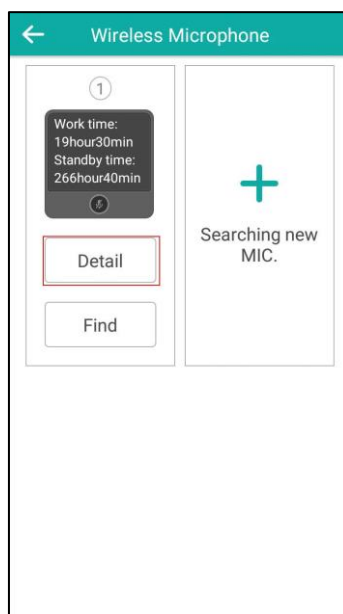 Wireless Microphone
1
Work time:
19hour30min
Standby time:
266hour40min
Detail
Find
Searching new
MIC.